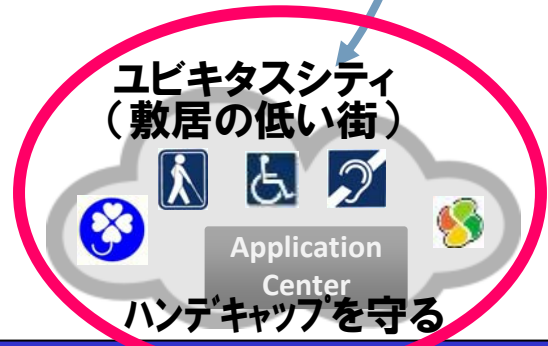 ユビキタスシティ
（敷居の低い街）
Application
Center
ハンデキャップを守る